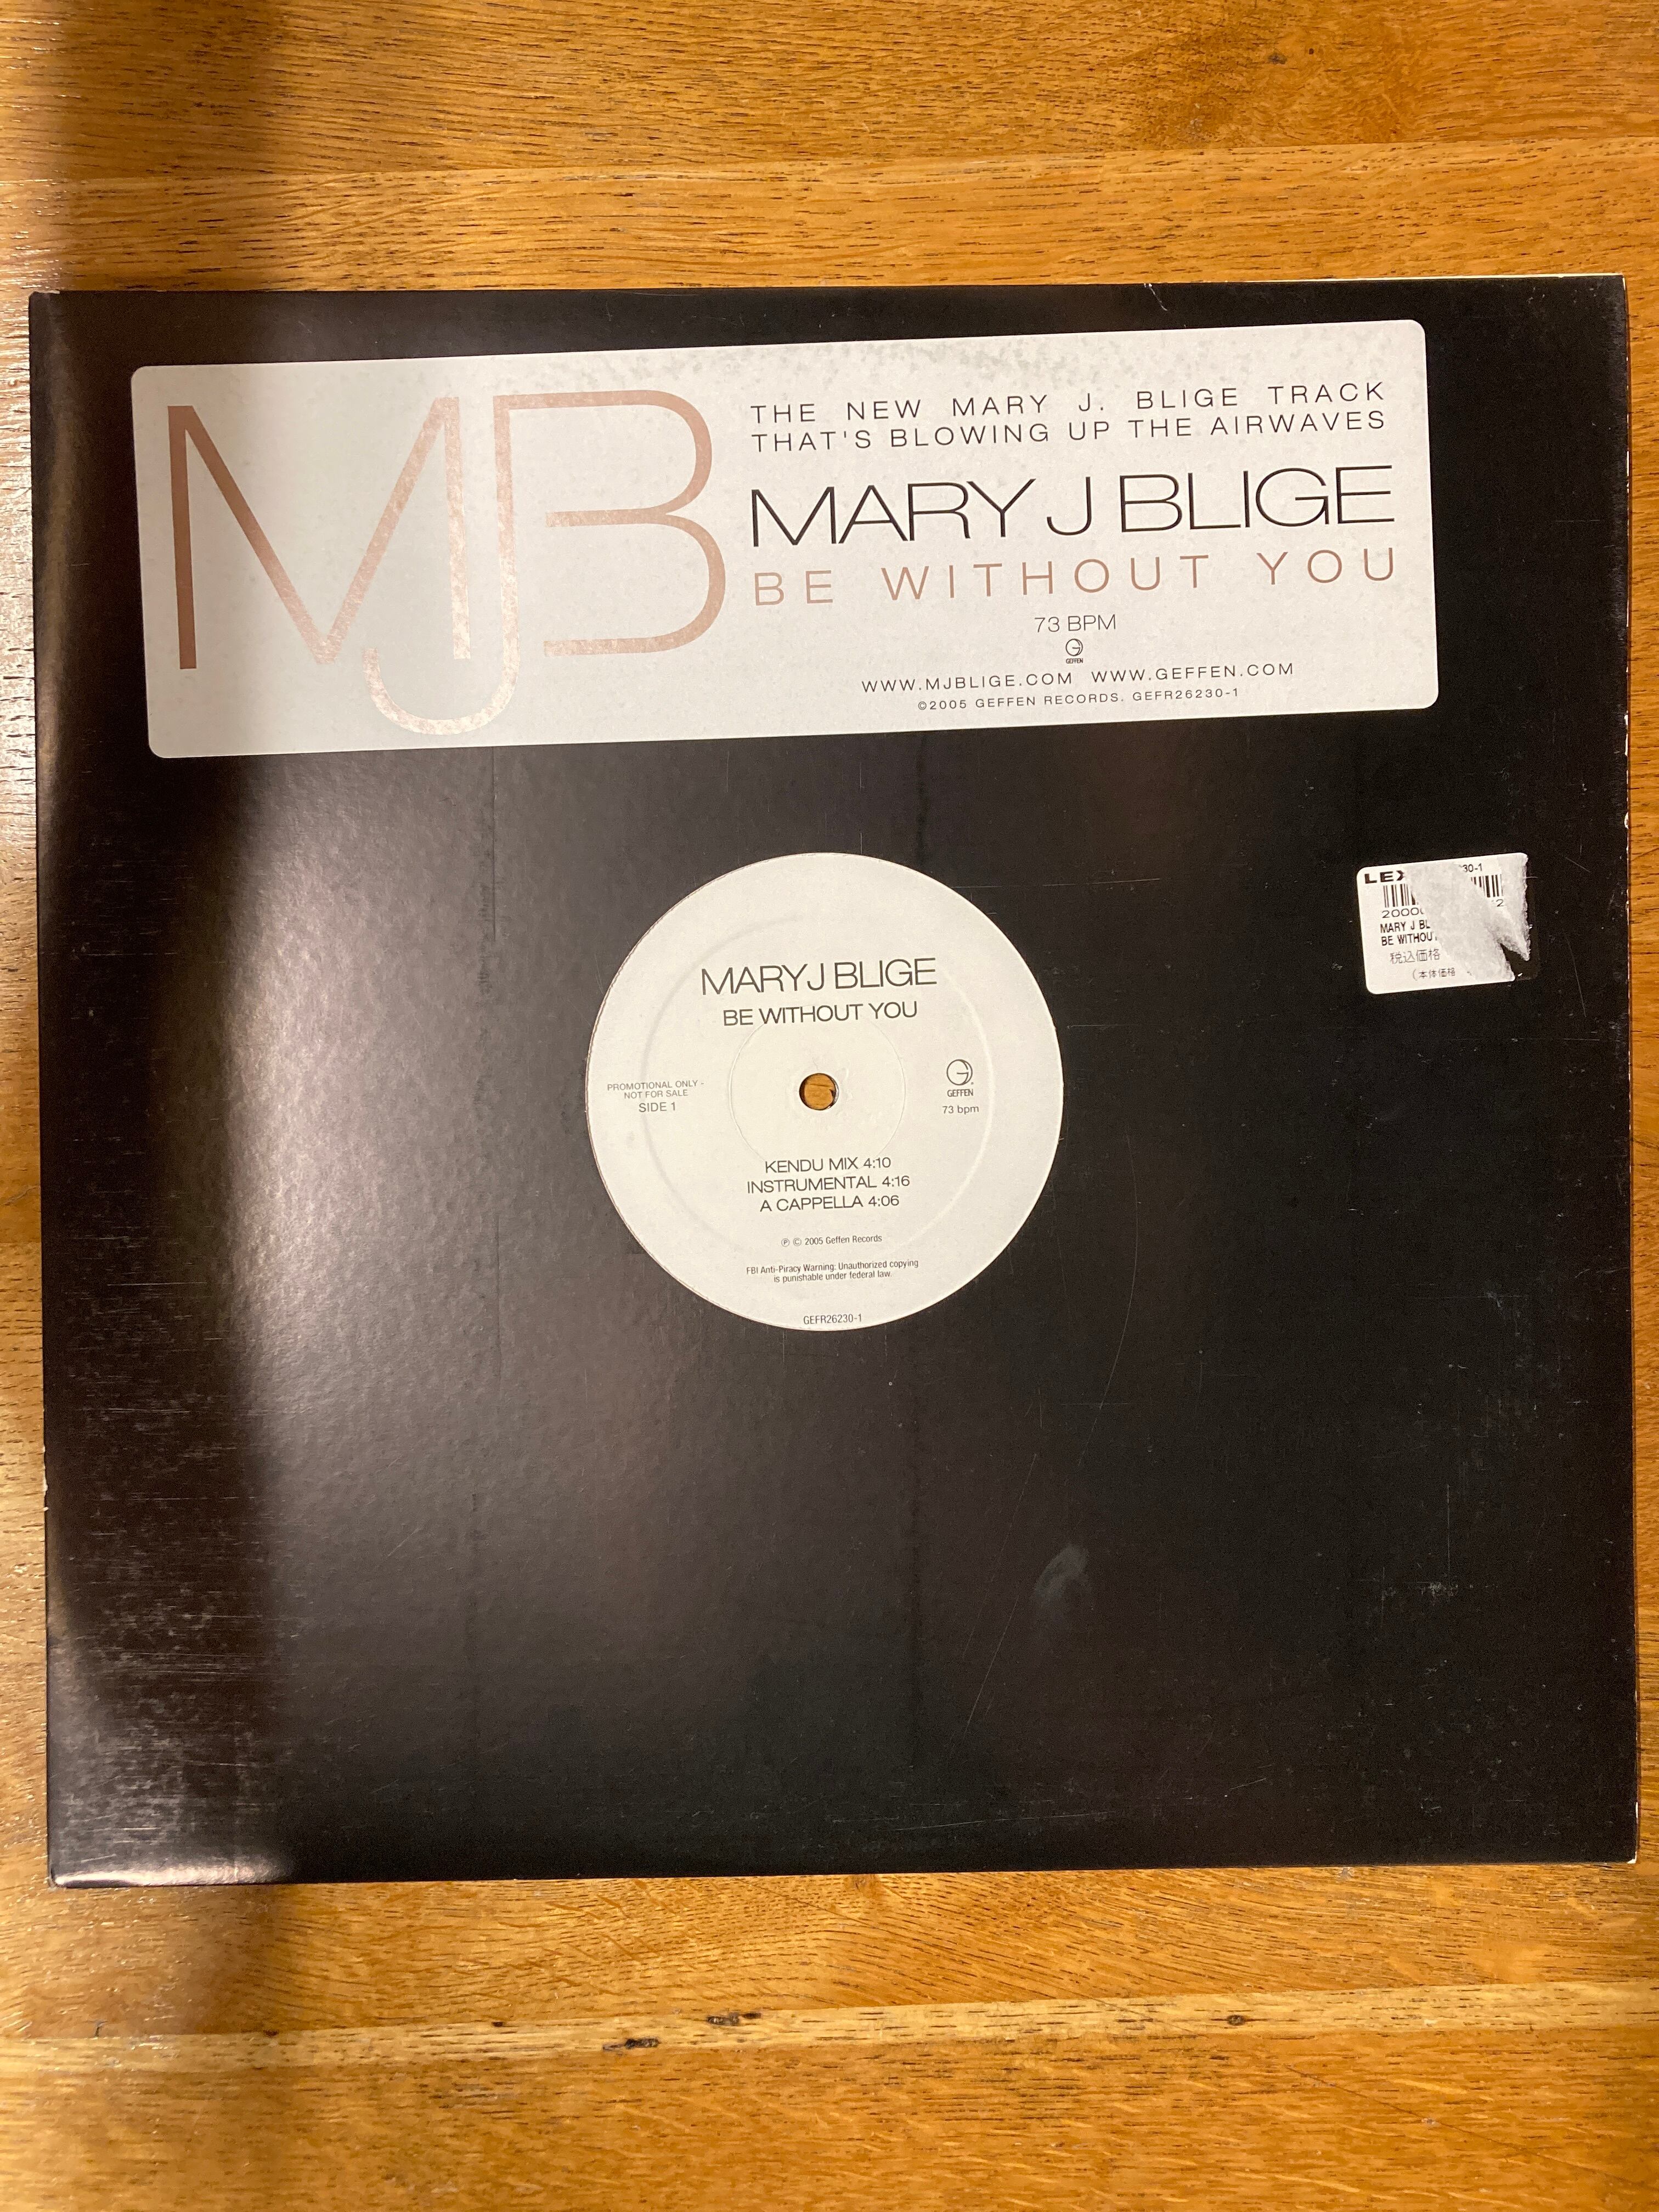 MJB
THE NEW MARY J. BLIGE TRACK
THAT'S BLOWING UP THE AIRWAVES
MARY J BLIGE
BE WITHOUT YOU
73 BPM
GEFFEN
WWW.MJBLIGE.COM WWW.GEFFEN.COM
©2005 GEFFEN RECORDS. GEFR26230-1
MARY J BLIGE
BE WITHOUT YOU
PROMOTIONAL ONLY -
NOT FOR SALE
SIDE 1
GEFFEN
73 bpm
KENDU MIX 4:10
INSTRUMENTAL 4:16
A CAPPELLA 4:06
℗ © 2005 Geffen Records
FBI Anti-Piracy Warning: Unauthorized copying
is punishable under federal law.
GEFR26230-1
30-1
MARY J BL
BE WITHOU
税込価格
(本体価格